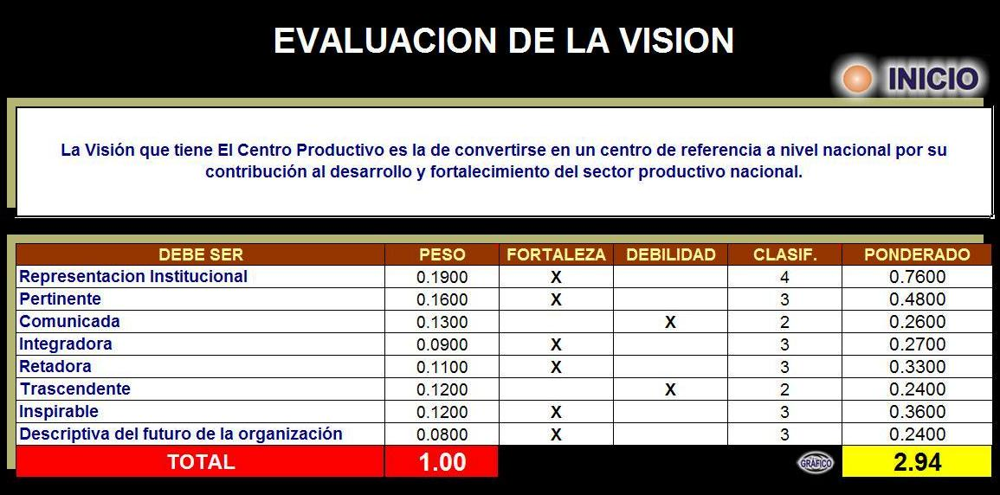 EVALUACION DE LA VISION
INICIO
La Visión que tiene El Centro Productivo es la de convertirse en un centro de referencia a nivel nacional por su
contribución al desarrollo y fortalecimiento del sector productivo nacional.
DEBE SER PESO FORTALEZA DEBILIDAD CLASIF. PONDERADO
Representacion Institucional 0.1900 X 4 0.7600
Pertinente 0.1600 X 3 0.4800
Comunicada 0.1300 X 2 0.2600
Integradora 0.0900 X 3 0.2700
Retadora 0.1100 X 3 0.3300
Trascendente 0.1200 X 2 0.2400
Inspirable 0.1200 X 3 0.3600
Descriptiva del futuro de la organización 0.0800 X 3 0.2400
TOTAL 1.00 GRÁFICO 2.94